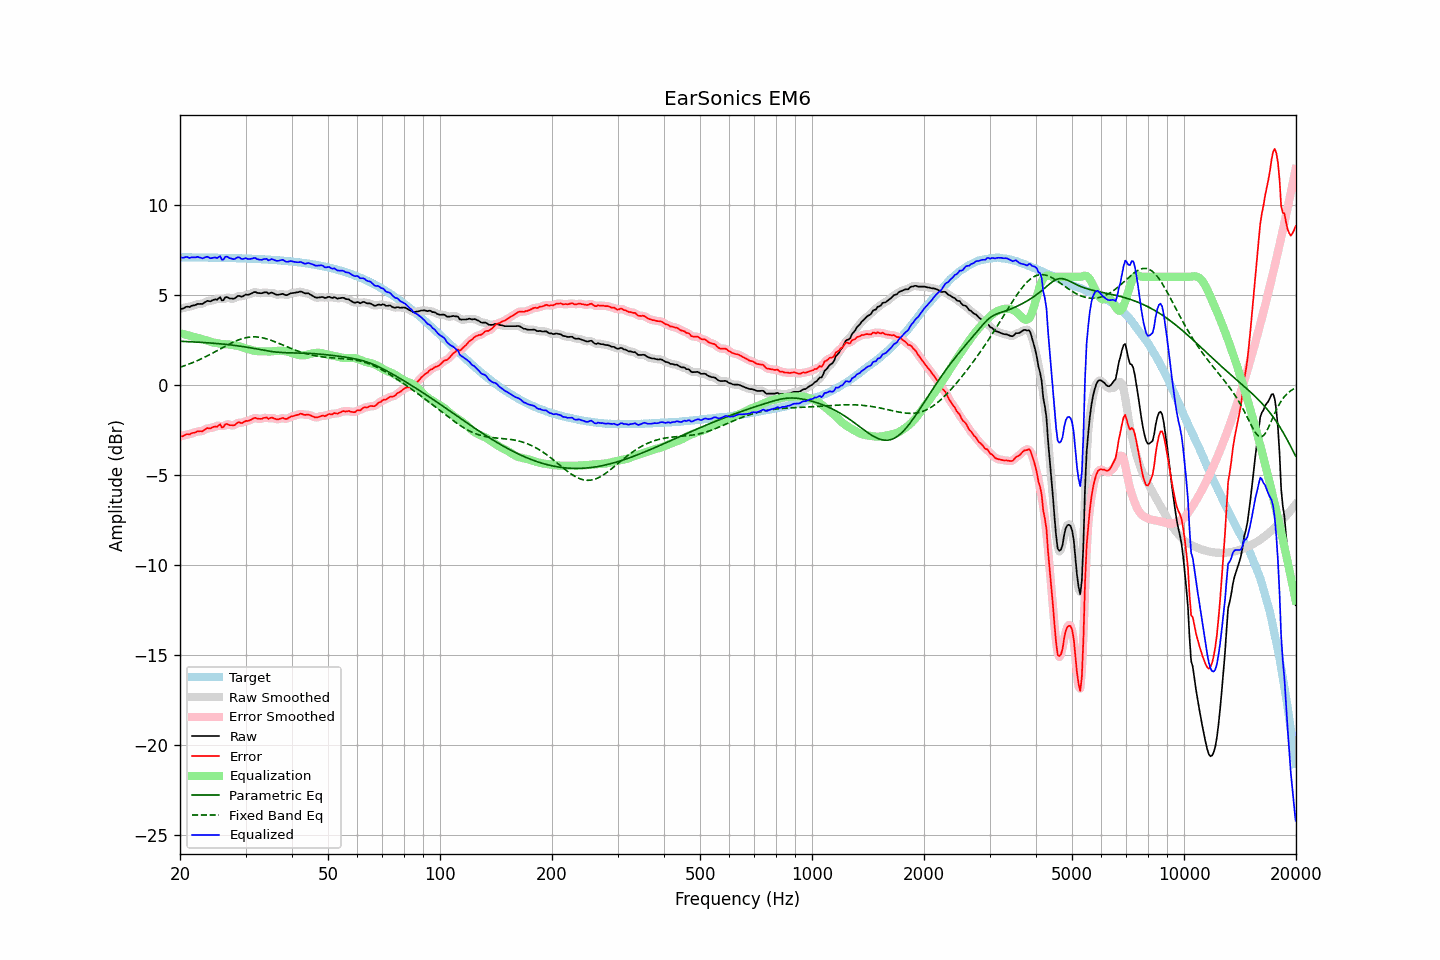 EarSonics EM6
Amplitude (dBr)
10
5
0
−5
−10
−15
−20
−25
Target
Raw Smoothed
Error Smoothed
Raw
Error
Equalization
Parametric Eq
Fixed Band Eq
Equalized
20 50 100 200 500 1000 2000 5000 10000 20000
Frequency (Hz)